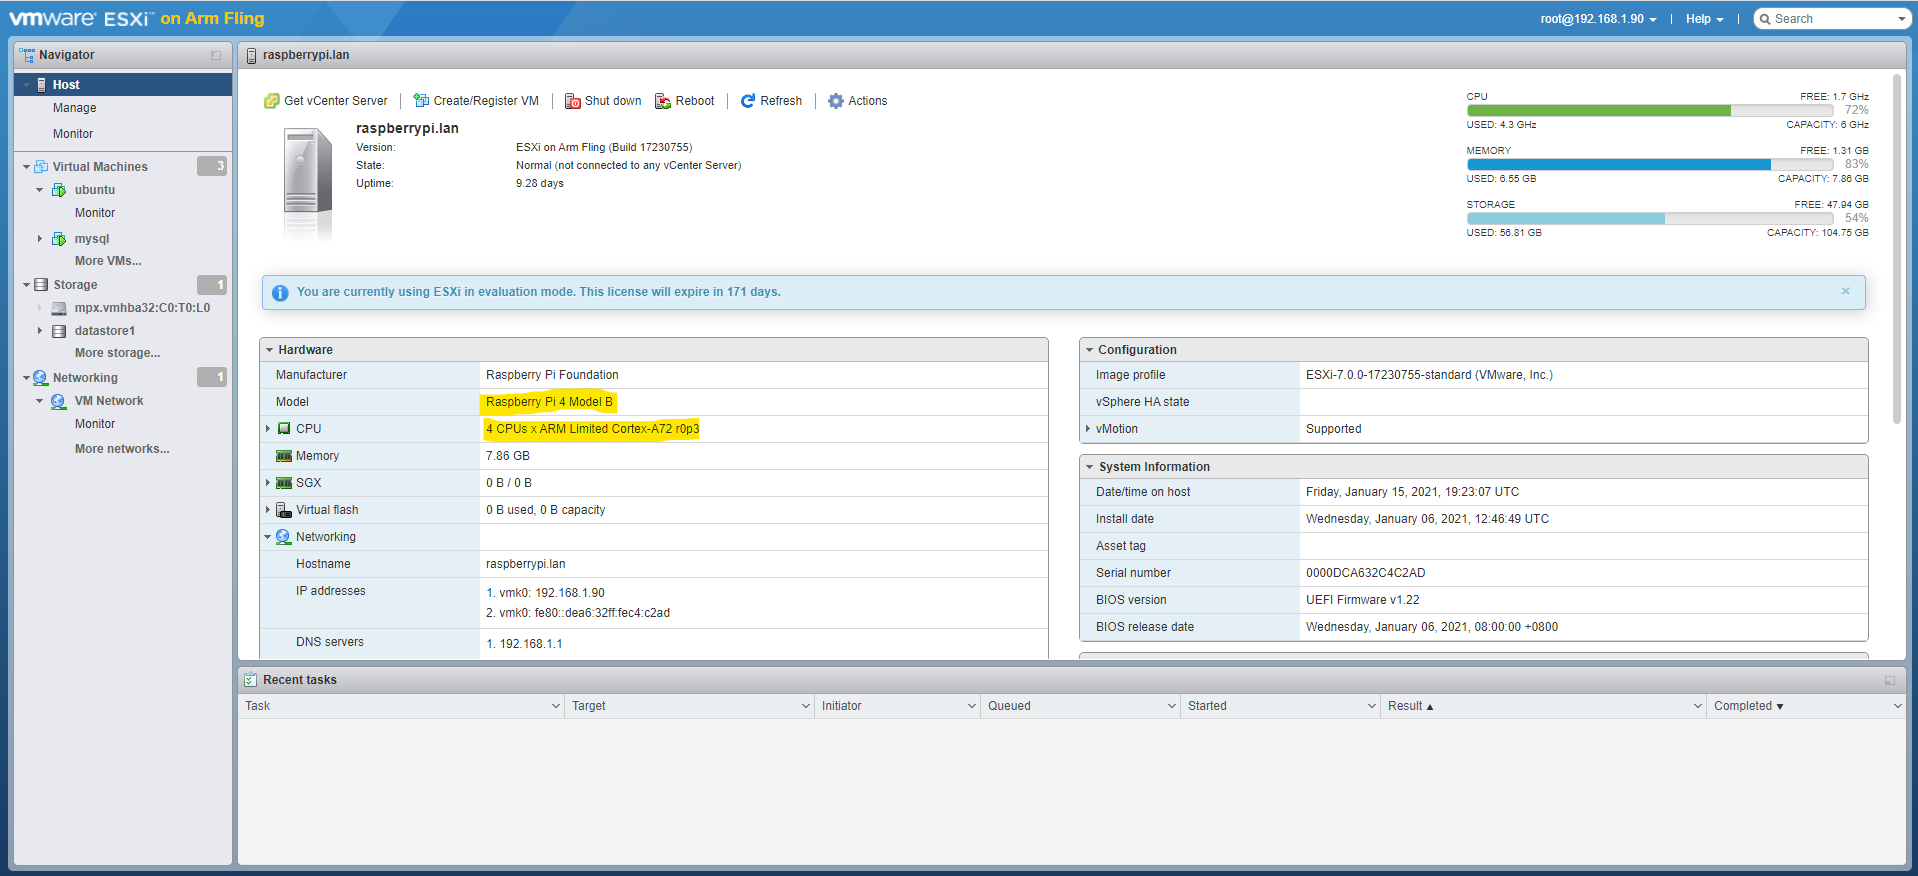 vmware ESXi™ on Arm Fling
root@192.168.1.90 | Help | Search
Navigator
Host
Manage
Monitor
Virtual Machines 3
ubuntu
Monitor
mysql
More VMs...
Storage 1
mpx.vmhba32:C0:T0:L0
datastore1
More storage...
Networking 1
VM Network
Monitor
More networks...
raspberrypi.lan
Get vCenter Server | Create/Register VM | Shut down Reboot | Refresh | Actions
raspberrypi.lan
Version: ESXi on Arm Fling (Build 17230755)
State: Normal (not connected to any vCenter Server)
Uptime: 9.28 days
CPU FREE: 1.7 GHz
72%
USED: 4.3 GHz CAPACITY: 6 GHz
MEMORY FREE: 1.31 GB
83%
USED: 6.55 GB CAPACITY: 7.86 GB
STORAGE FREE: 47.94 GB
54%
USED: 56.81 GB CAPACITY: 104.75 GB
You are currently using ESXi in evaluation mode. This license will expire in 171 days.
Hardware
Manufacturer Raspberry Pi Foundation
Model Raspberry Pi 4 Model B
CPU 4 CPUs x ARM Limited Cortex-A72 r0p3
Memory 7.86 GB
SGX 0 B / 0 B
Virtual flash 0 B used, 0 B capacity
Networking
Hostname raspberrypi.lan
IP addresses 1. vmk0: 192.168.1.90
2. vmk0: fe80::dea6:32ff:fec4:c2ad
DNS servers 1. 192.168.1.1
Configuration
Image profile ESXi-7.0.0-17230755-standard (VMware, Inc.)
vSphere HA state
vMotion Supported
System Information
Date/time on host Friday, January 15, 2021, 19:23:07 UTC
Install date Wednesday, January 06, 2021, 12:46:49 UTC
Asset tag
Serial number 0000DCA632C4C2AD
BIOS version UEFI Firmware v1.22
BIOS release date Wednesday, January 06, 2021, 08:00:00 +0800
Recent tasks
Task Target Initiator Queued Started Result ▲ Completed ▼